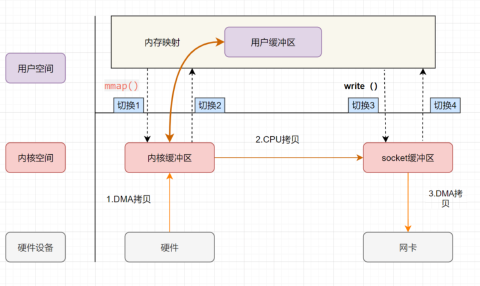 内存映射
用户缓冲区
用户空间
mmap()
write（）
切换1
切换2
切换3
切换4
2.CPU拷贝
内核空间
内核缓冲区
socket缓冲区
1.DMA拷贝
3.DMA拷
贝
硬件设备
硬件
网卡